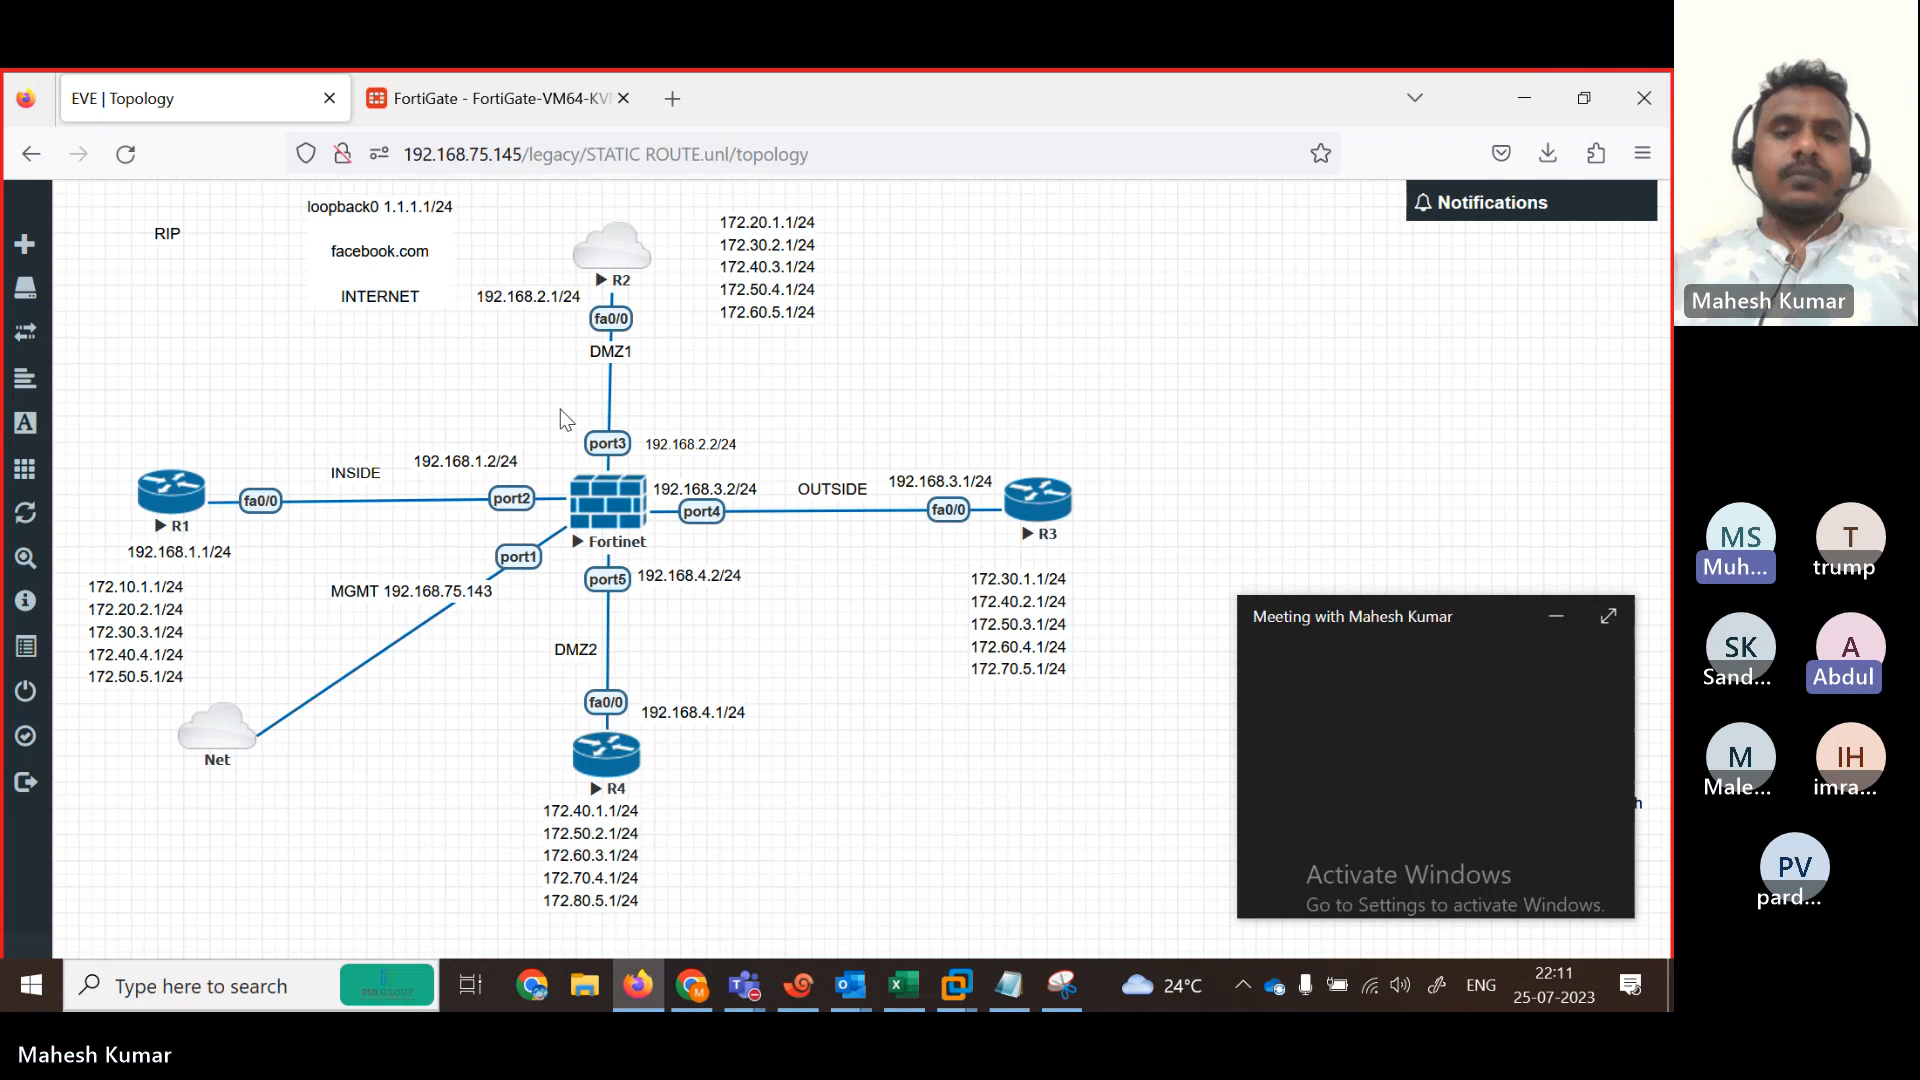 EVE | Topology
FortiGate - FortiGate-VM64-KV
192.168.75.145/legacy/STATIC ROUTE.unl/topology
Notifications
loopback0 1.1.1.1/24
RIP
facebook.com
INTERNET
192.168.2.1/24
R2
fa0/0
DMZ1
172.20.1.1/24
172.30.2.1/24
172.40.3.1/24
172.50.4.1/24
172.60.5.1/24
port3
192.168.2.2/24
INSIDE
192.168.1.2/24
fa0/0
port2
R1
192.168.1.1/24
172.10.1.1/24
172.20.2.1/24
172.30.3.1/24
172.40.4.1/24
172.50.5.1/24
192.168.3.2/24
port4
OUTSIDE
192.168.3.1/24
fa0/0
R3
172.30.1.1/24
172.40.2.1/24
172.50.3.1/24
172.60.4.1/24
172.70.5.1/24
Fortinet
port1
MGMT 192.168.75.143
Net
port5
192.168.4.2/24
DMZ2
fa0/0
192.168.4.1/24
R4
172.40.1.1/24
172.50.2.1/24
172.60.3.1/24
172.70.4.1/24
172.80.5.1/24
Meeting with Mahesh Kumar
h
Activate Windows
Go to Settings to activate Windows.
Type here to search
PSB GROUP
24°C
ENG
22:11
25-07-2023
Mahesh Kumar
MS
Muh...
T
trump
SK
Sand...
A
Abdul
M
Male...
IH
imra...
PV
pard...
Mahesh Kumar